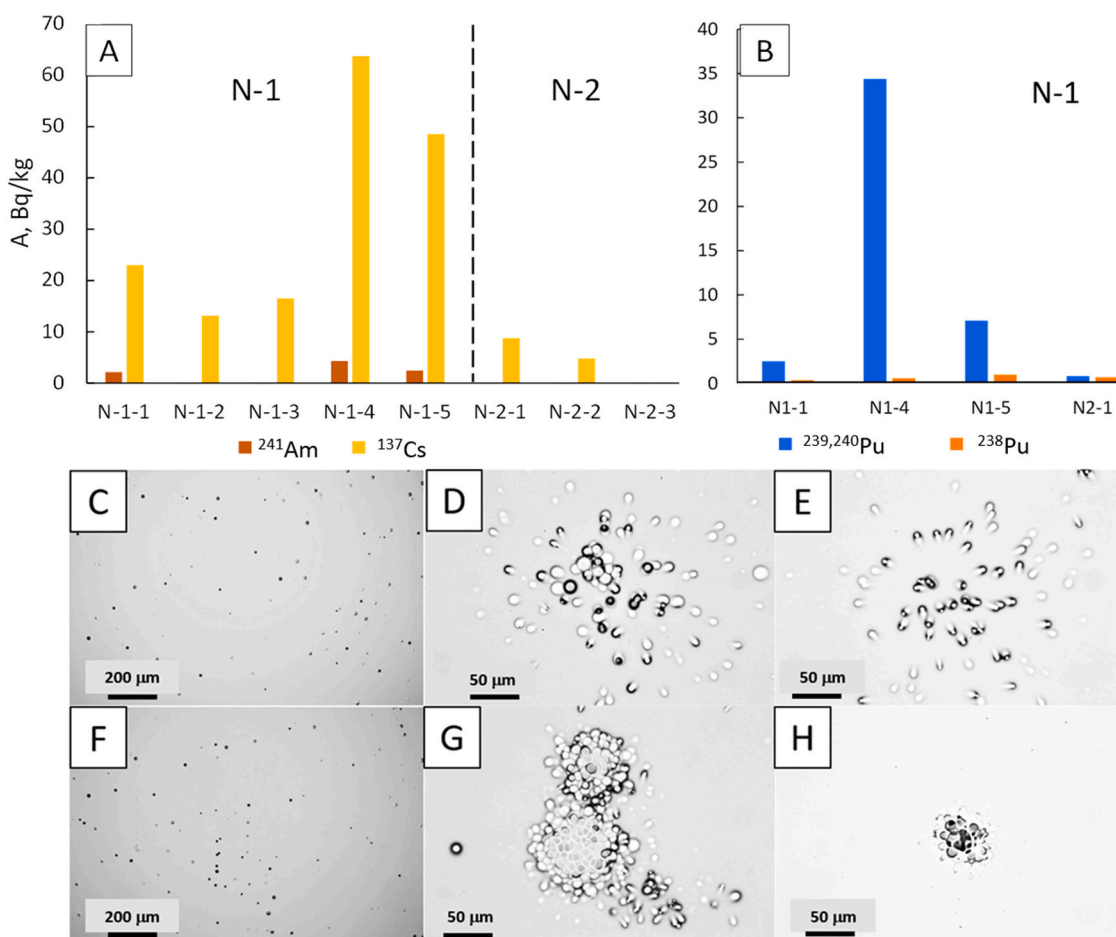 A
B
N-1
N-2
N-1
A, Bq/kg
70
60
50
40
30
20
10
0
N-1-1 N-1-2 N-1-3 N-1-4 N-1-5 N-2-1 N-2-2 N-2-3
²⁴¹Am ¹³⁷Cs
40
35
30
25
20
15
10
5
0
N1-1 N1-4 N1-5 N2-1
²³⁹,²⁴⁰Pu ²³⁸Pu
C
200 µm
D
50 µm
E
50 µm
F
200 µm
G
50 µm
H
50 µm